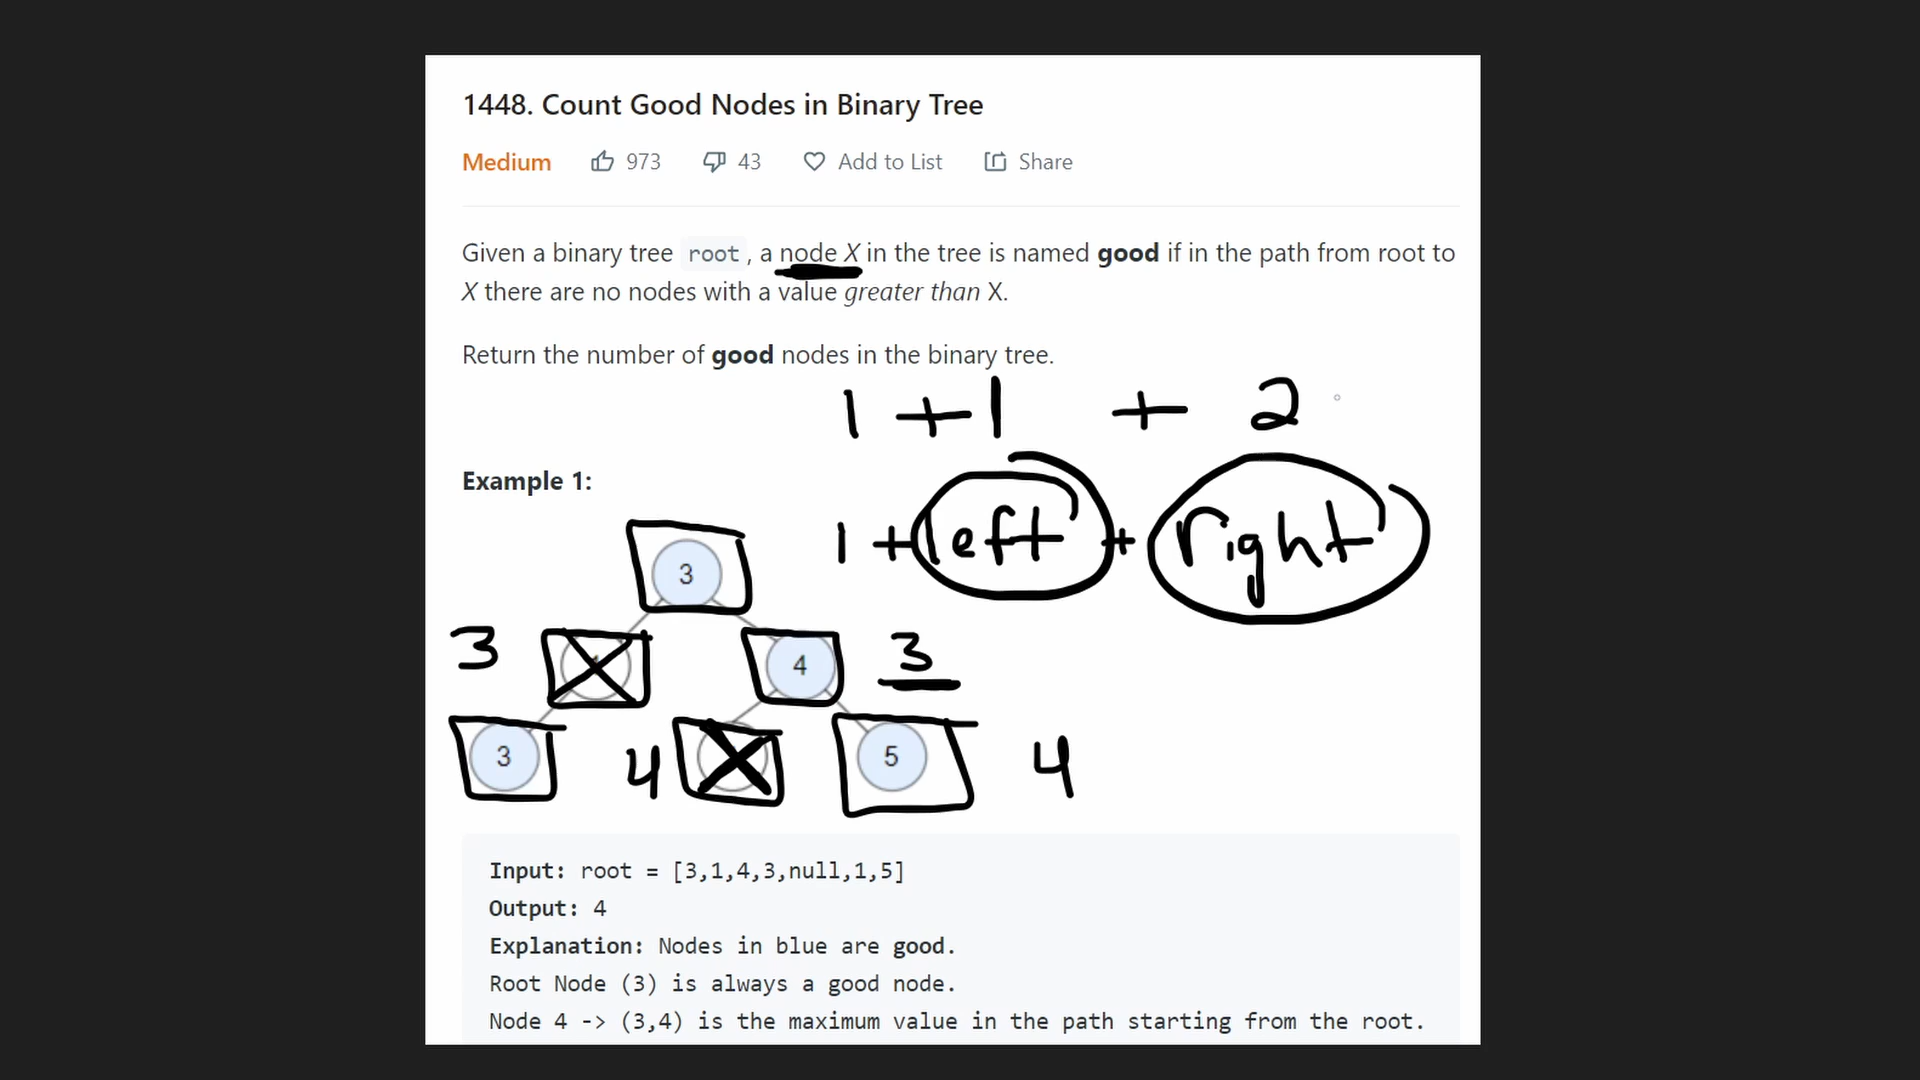 1448. Count Good Nodes in Binary Tree
Medium 973 43 Add to List Share
Given a binary tree root, a node X in the tree is named good if in the path from root to
X there are no nodes with a value greater than X.
Return the number of good nodes in the binary tree.
1 + 1 + 2
Example 1:
1 + left + right
3
3 4 3
3 4 5 4
Input: root = [3,1,4,3,null,1,5]
Output: 4
Explanation: Nodes in blue are good.
Root Node (3) is always a good node.
Node 4 -> (3,4) is the maximum value in the path starting from the root.